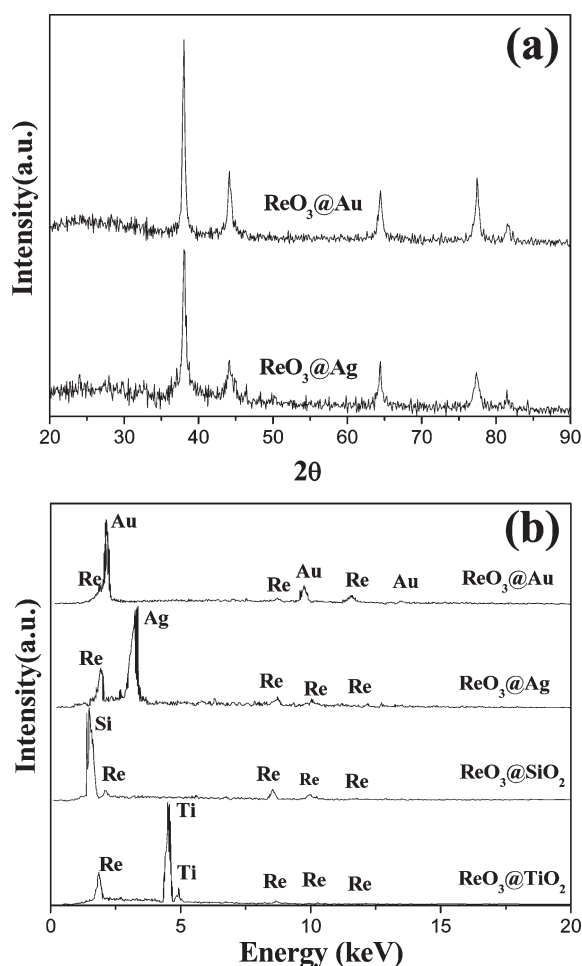 (a)
Intensity(a.u.)
ReO₃@Au
ReO₃@Ag
20 30 40 50 60 70 80 90
2θ
(b)
Intensity(a.u.)
Au
Re Re Au Re Au ReO₃@Au
Ag
Re Re Re Re ReO₃@Ag
Si
Re Re Re Re ReO₃@SiO₂
Ti
Re Ti Re Re Re ReO₃@TiO₂
0 5 10 15 20
Energy (keV)